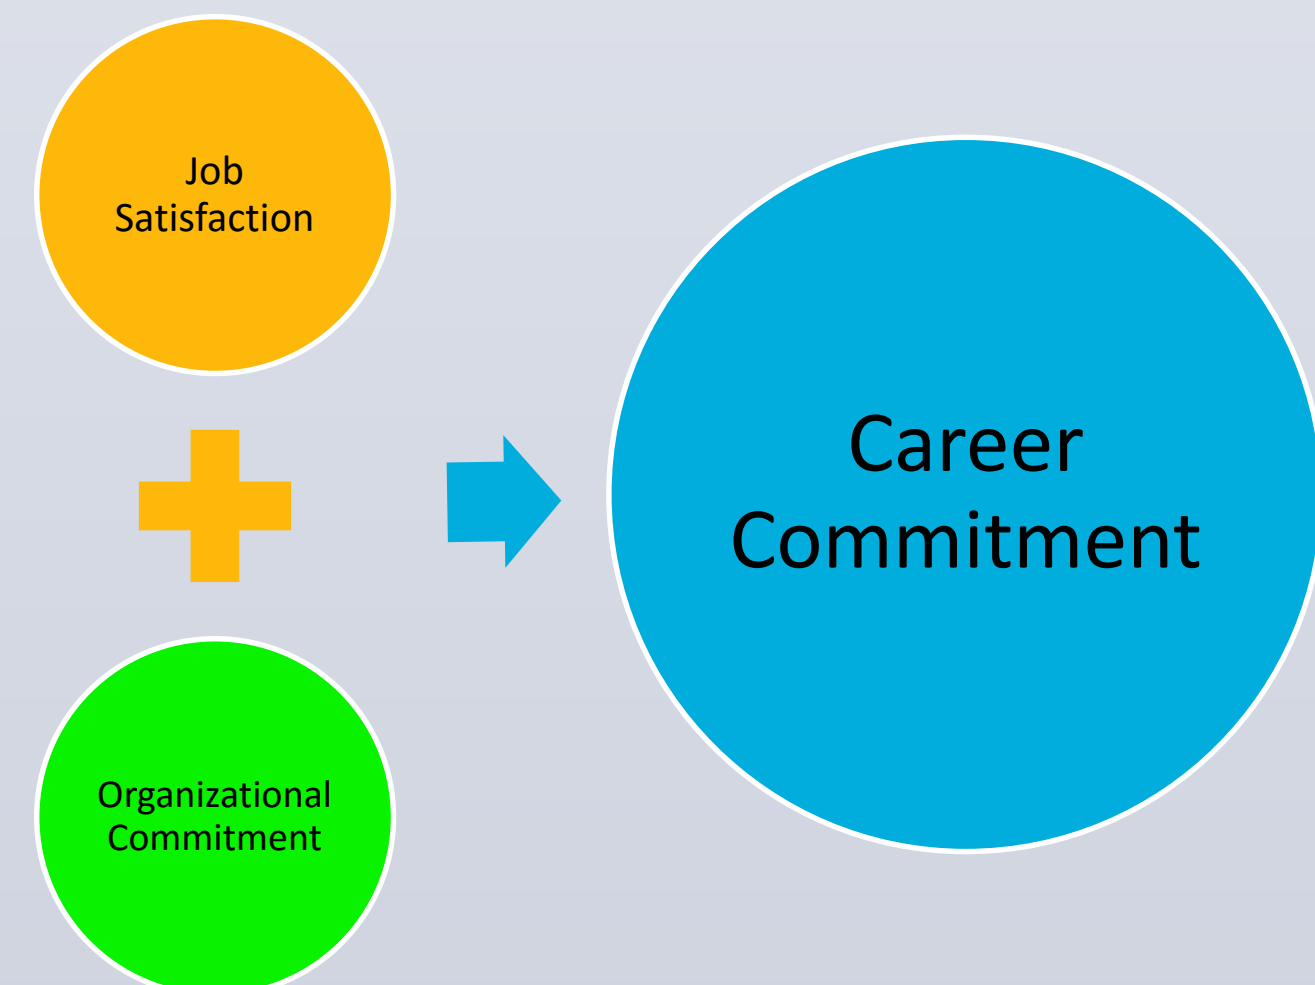 Job
Satisfaction
Organizational
Commitment
Career
Commitment